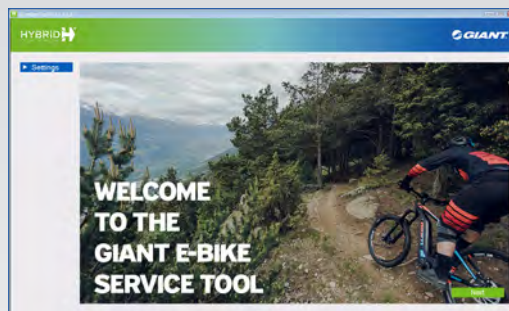 HYBRID
GIANT
Settings
WELCOME
TO THE
GIANT E-BIKE
SERVICE TOOL
Next